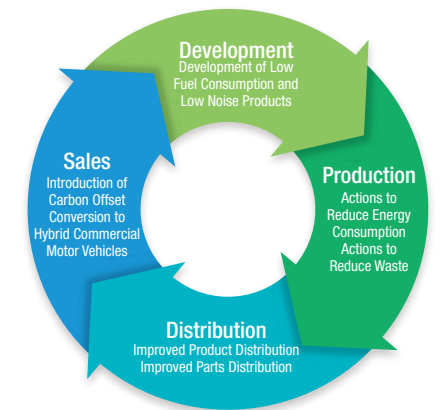 Development
Development of Low
Fuel Consumption and
Low Noise Products
Production
Actions to
Reduce Energy
Consumption
Actions to
Reduce Waste
Distribution
Improved Product Distribution
Improved Parts Distribution
Sales
Introduction of
Carbon Offset
Conversion to
Hybrid Commercial
Motor Vehicles